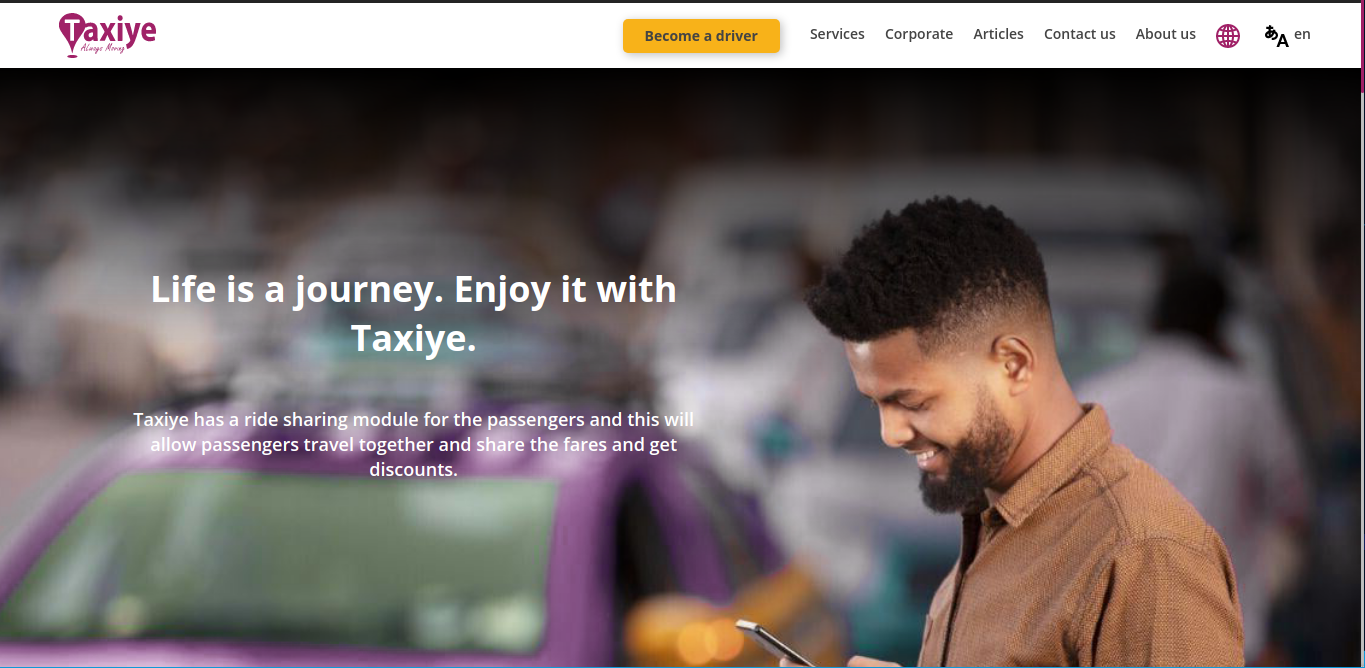 Taxiye
Always Moving
Become a driver
Services
Corporate
Articles
Contact us
About us
あA
en
Life is a journey. Enjoy it with
Taxiye.
Taxiye has a ride sharing module for the passengers and this will
allow passengers travel together and share the fares and get
discounts.